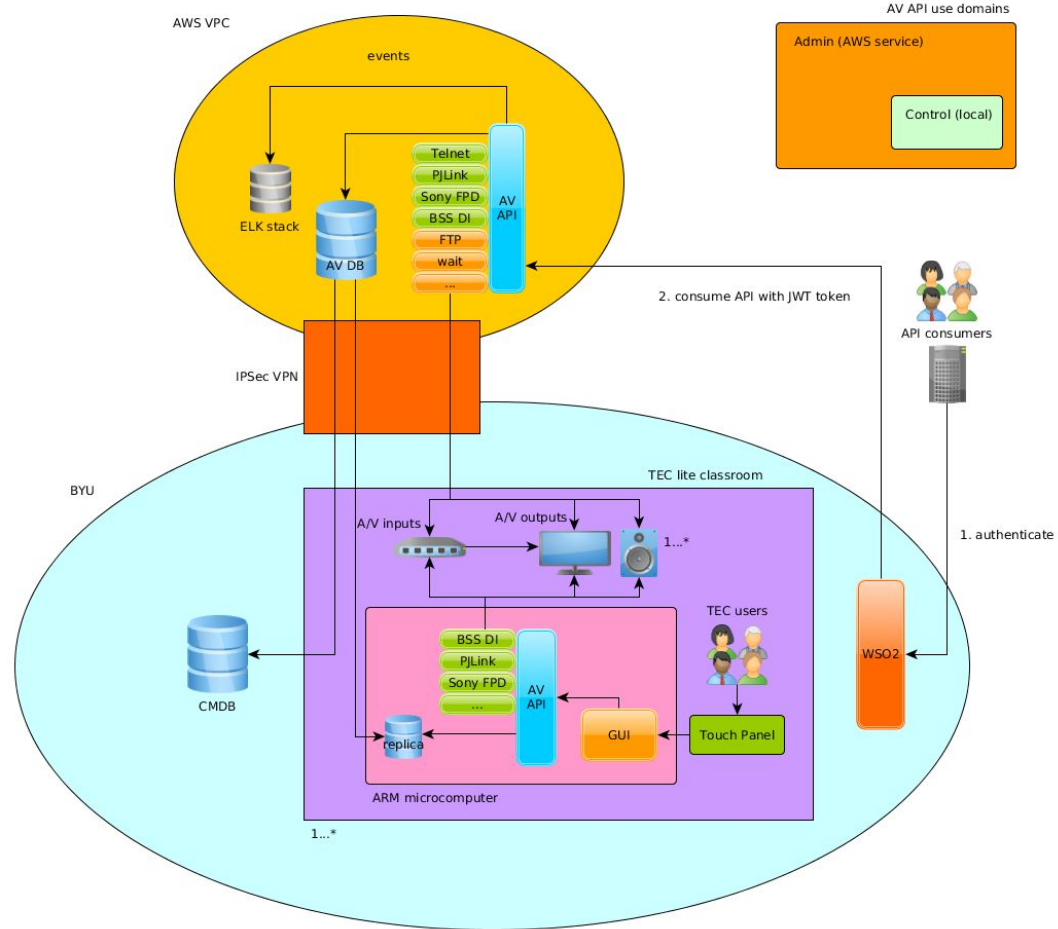 AV API use domains
AWS VPC
Admin (AWS service)
events
Control (local)
Telnet
PJLink
Sony FPD
BSS DI
FTP
wait
...
AV
API
ELK stack
AV DB
2. consume API with JWT token
API consumers
IPSec VPN
BYU
TEC lite classroom
A/V inputs
A/V outputs
1...*
1. authenticate
TEC users
BSS DI
PJLink
Sony FPD
...
AV
API
WSO2
CMDB
replica
GUI
Touch Panel
ARM microcomputer
1...*